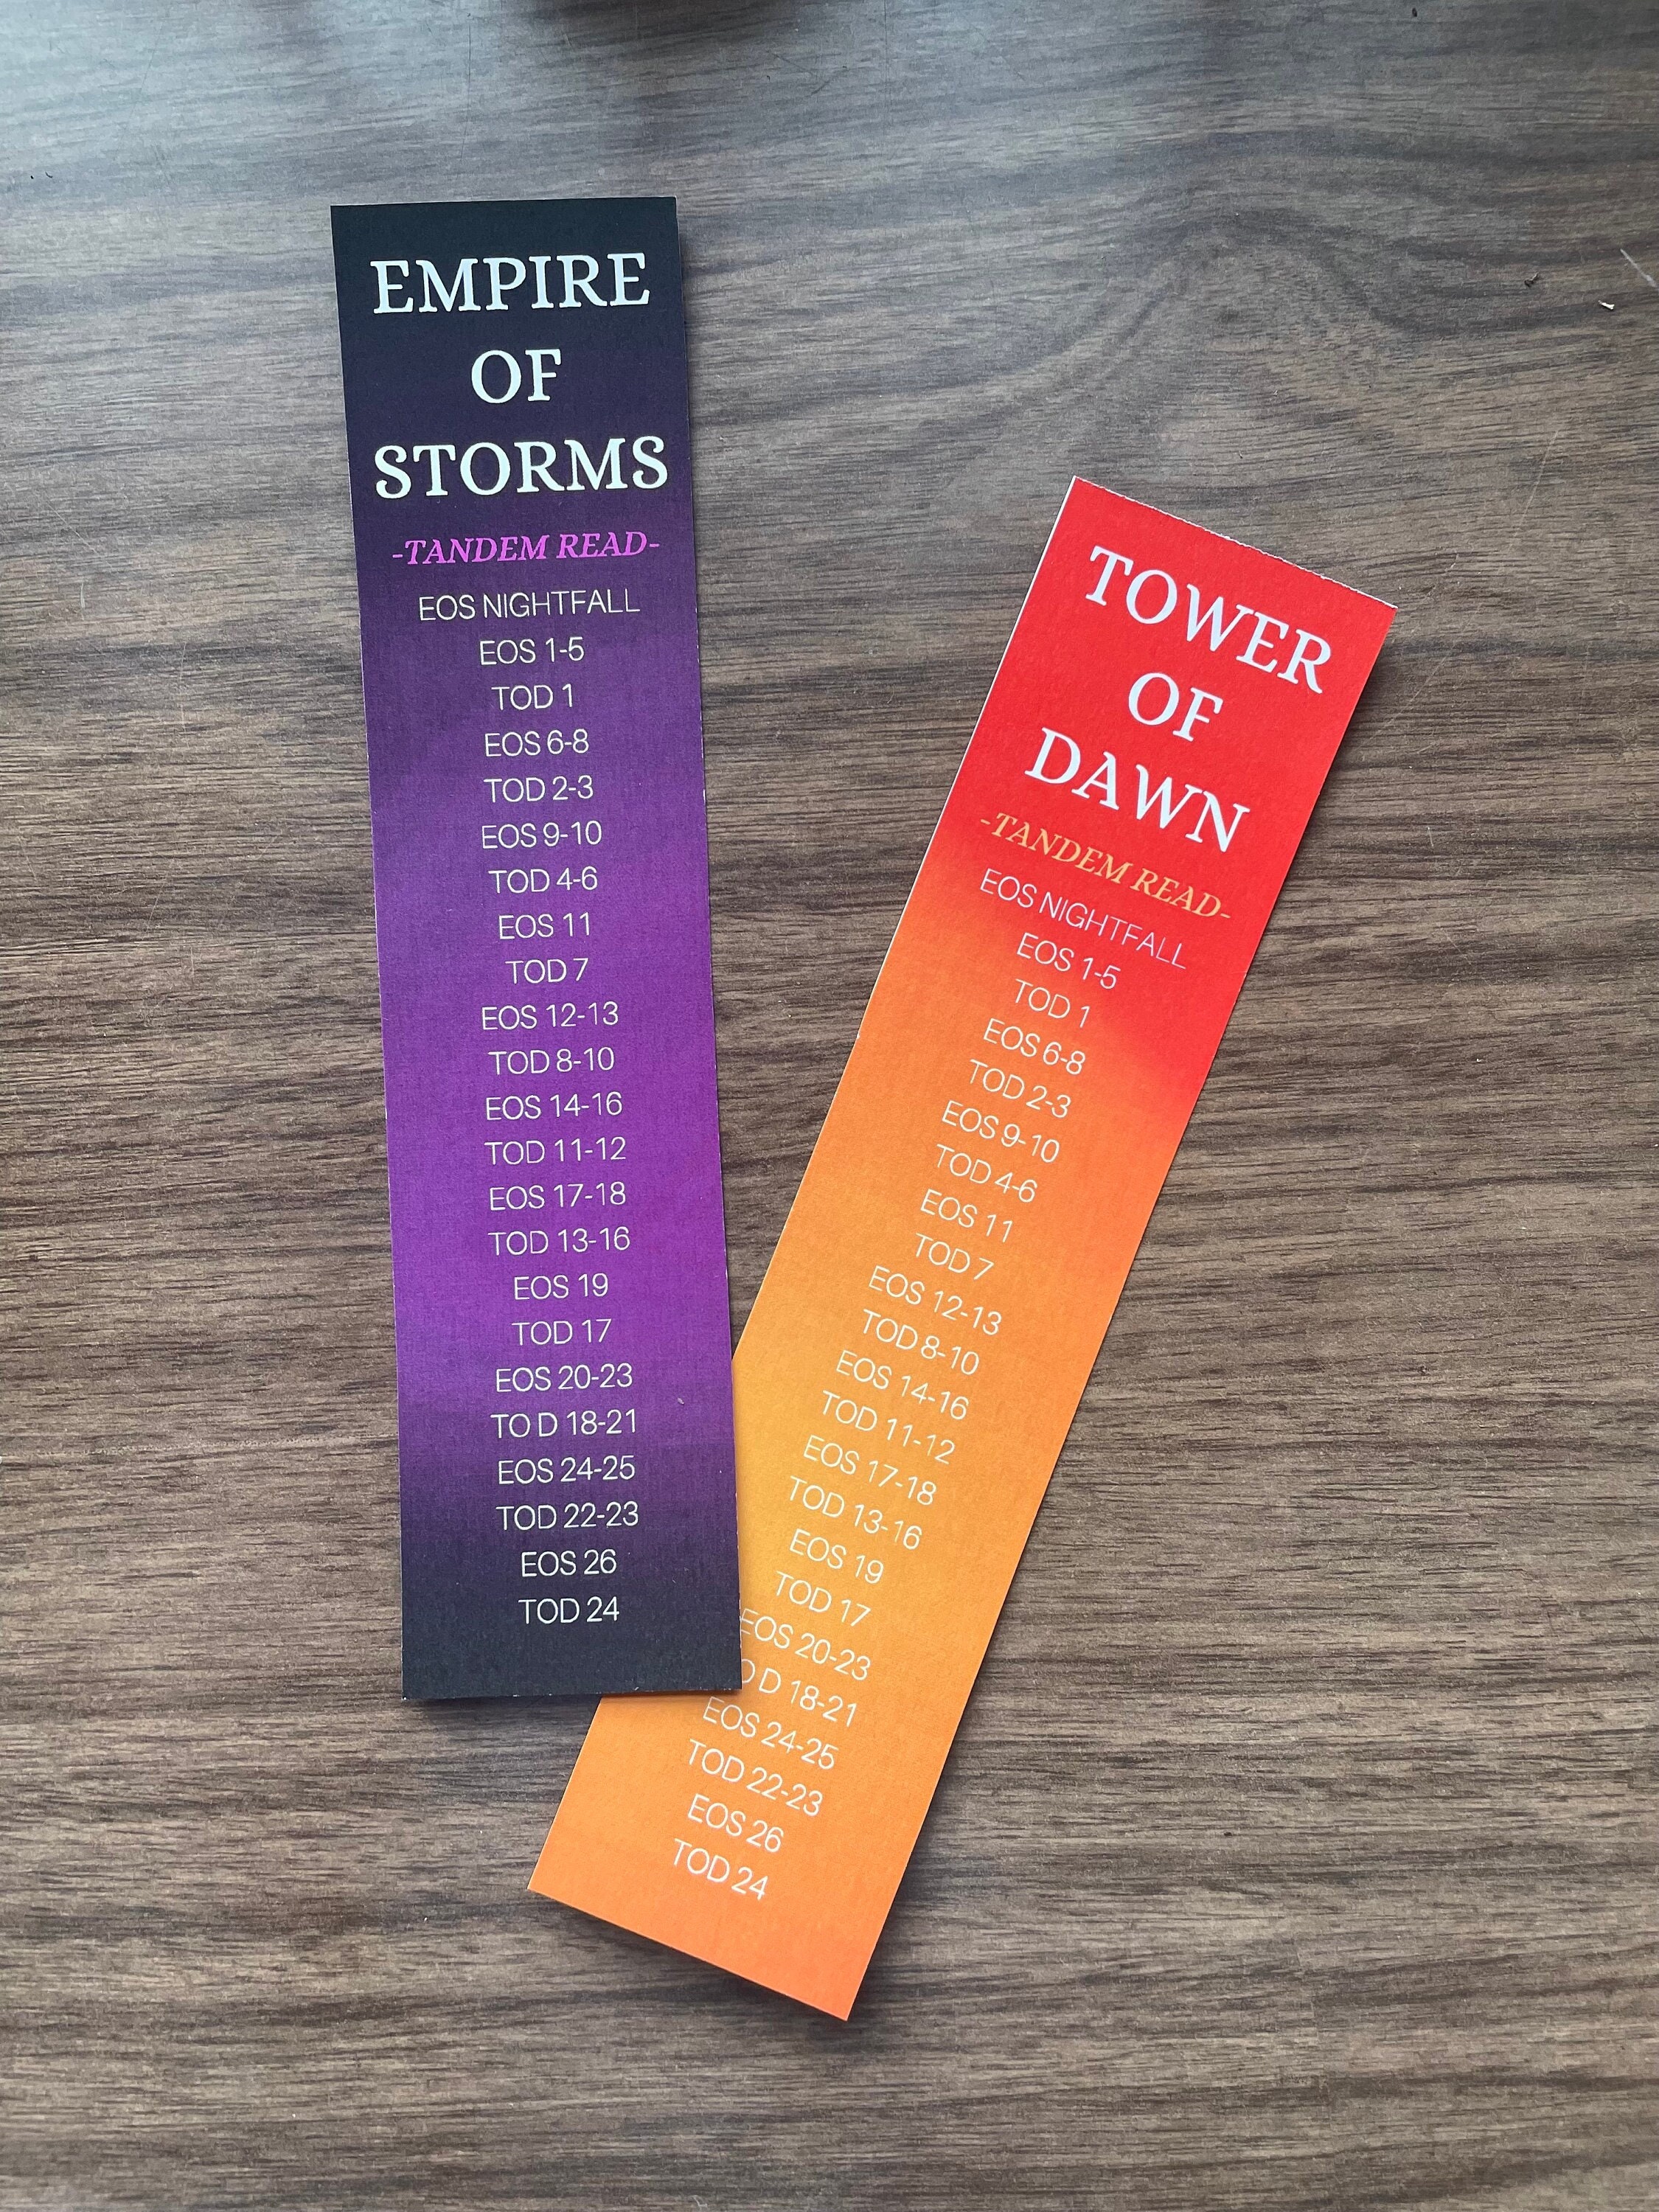 EMPIRE
OF
STORMS
-TANDEM READ-
EOS NIGHTFALL
EOS 1-5
TOD 1
EOS 6-8
TOD 2-3
EOS 9-10
TOD 4-6
EOS 11
TOD 7
EOS 12-13
TOD 8-10
EOS 14-16
TOD 11-12
EOS 17-18
TOD 13-16
EOS 19
TOD 17
EOS 20-23
TO D 18-21
EOS 24-25
TOD 22-23
EOS 26
TOD 24
TOWER
OF
DAWN
-TANDEM READ-
EOS NIGHTFALL
EOS 1-5
TOD 1
EOS 6-8
TOD 2-3
EOS 9-10
TOD 4-6
EOS 11
TOD 7
EOS 12-13
TOD 8-10
EOS 14-16
TOD 11-12
EOS 17-18
TOD 13-16
EOS 19
TOD 17
EOS 20-23
O D 18-21
EOS 24-25
TOD 22-23
EOS 26
TOD 24